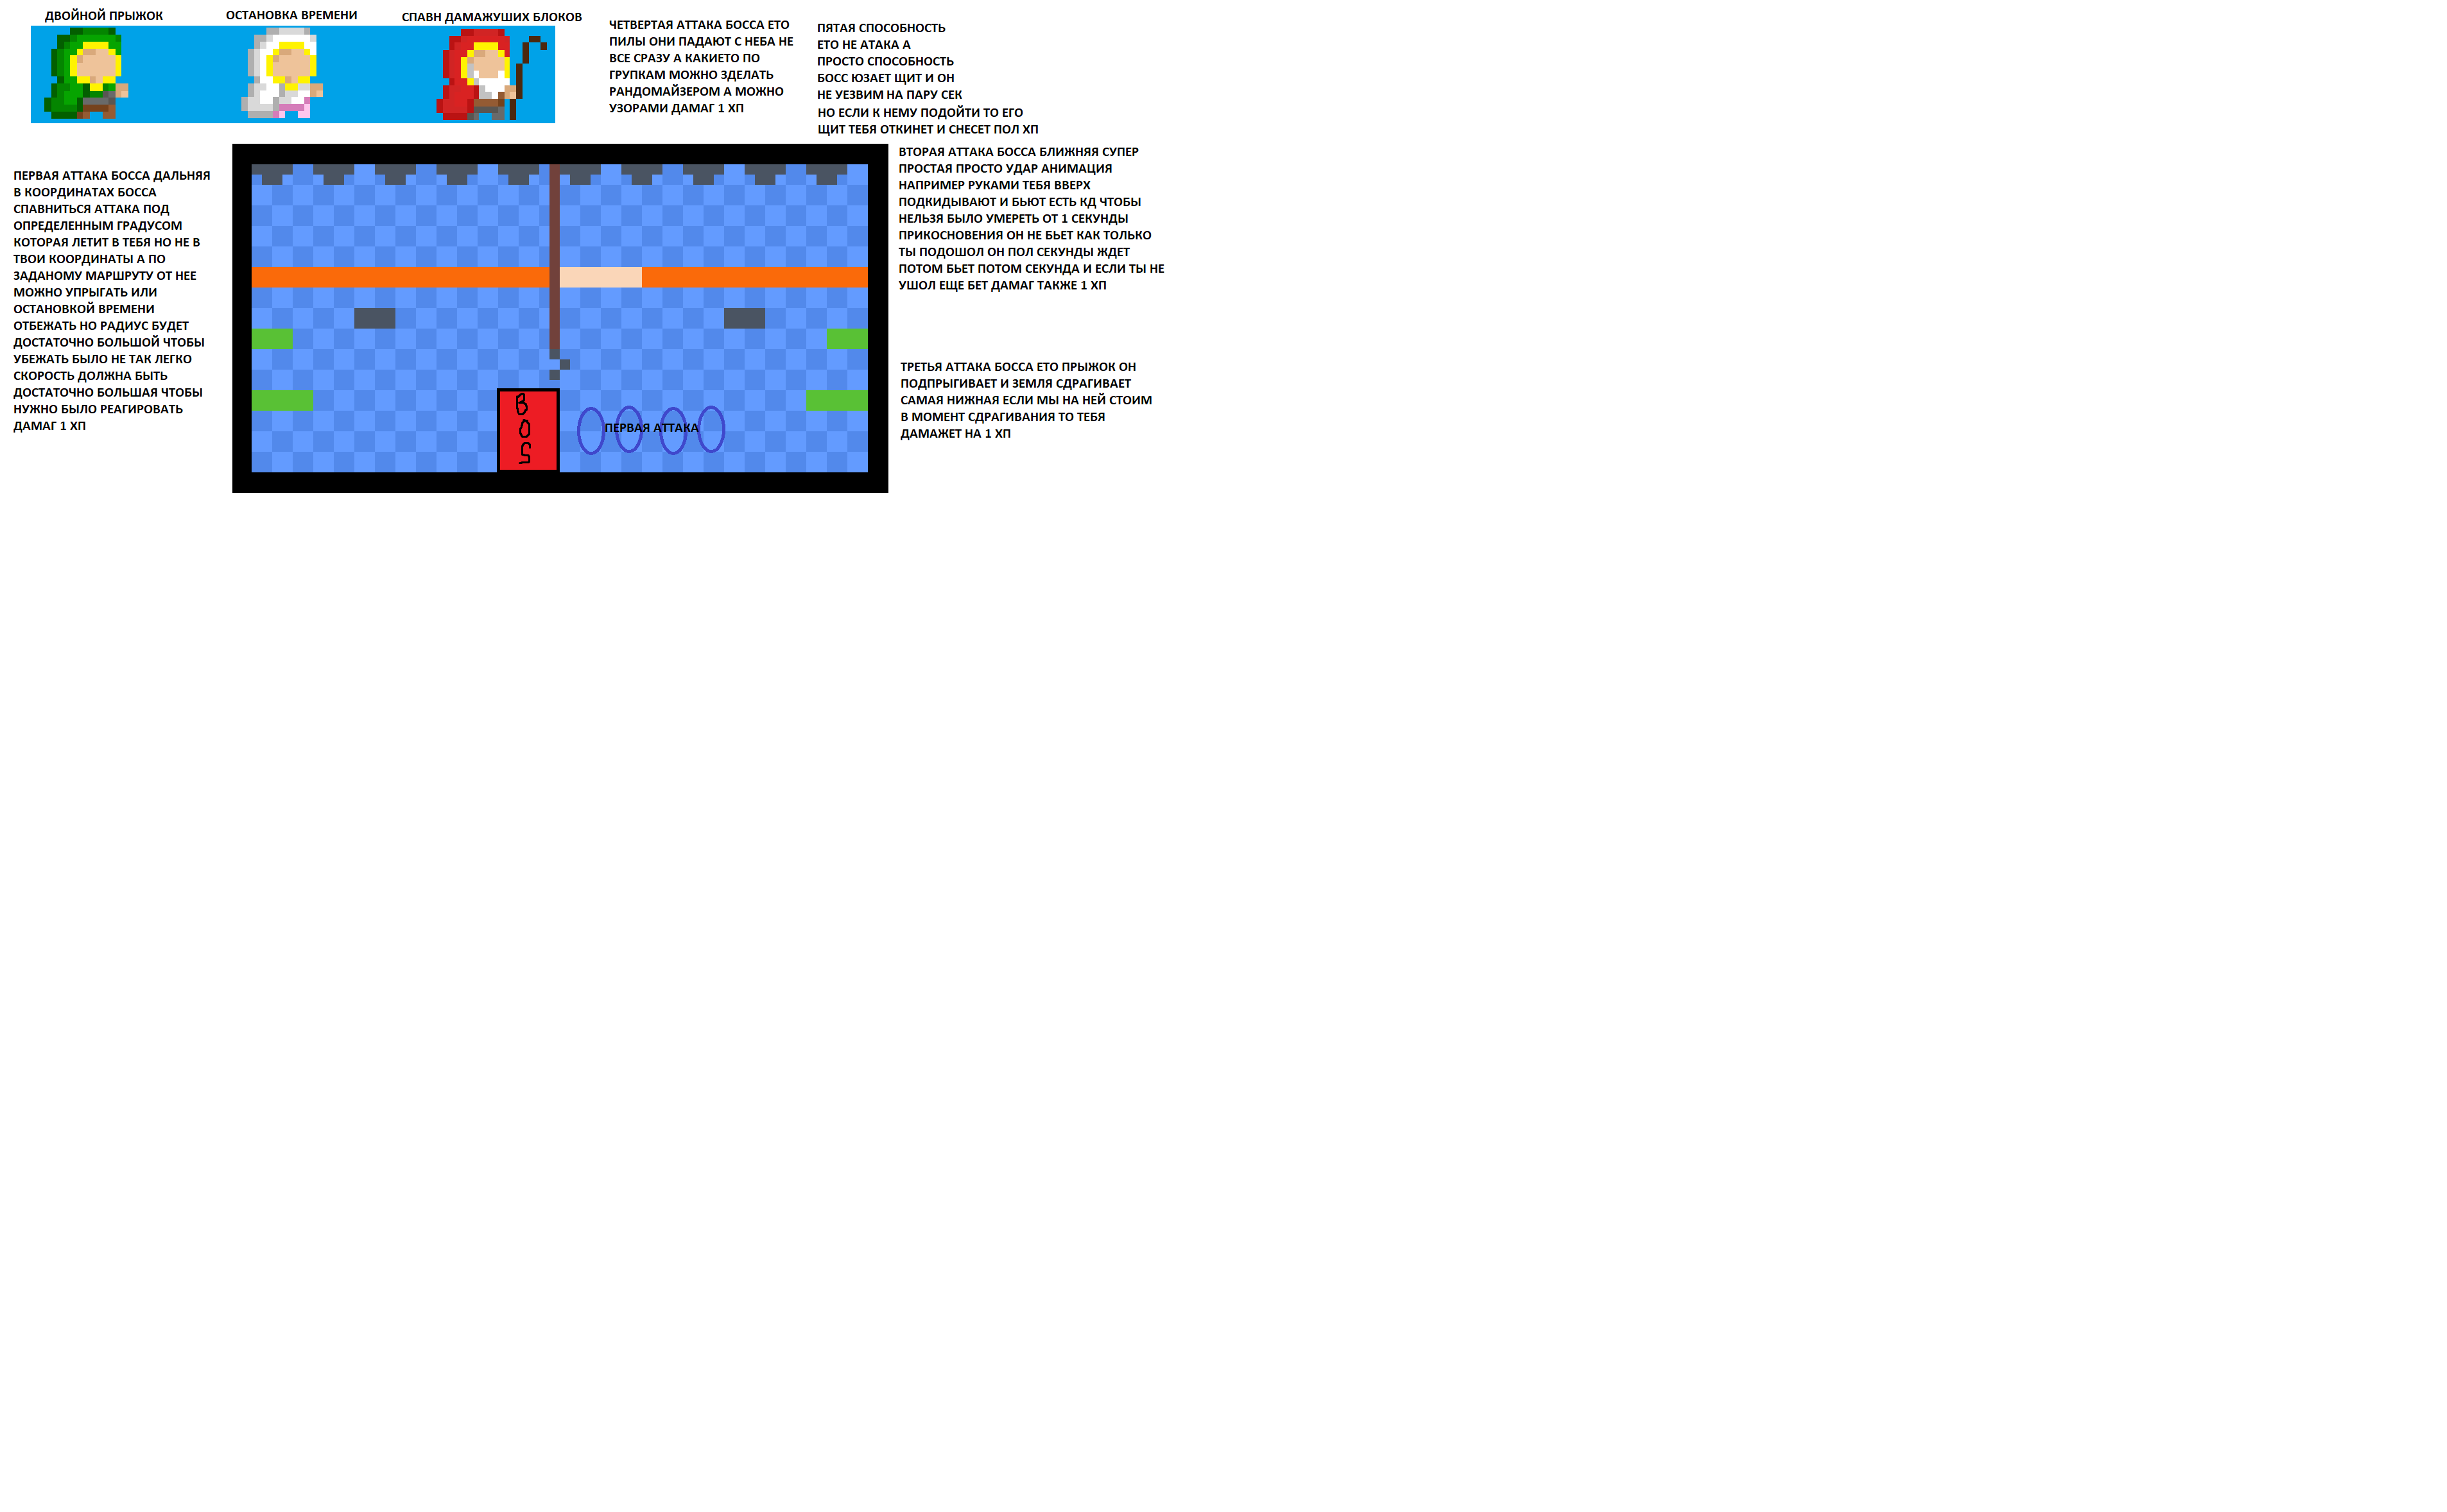 ДВОЙНОЙ ПРЫЖОК
ОСТАНОВКА ВРЕМЕНИ
СПАВН ДАМАЖУШИХ БЛОКОВ
ЧЕТВЕРТАЯ АТТАКА БОССА ЕТО
ПИЛЫ ОНИ ПАДАЮТ С НЕБА НЕ
ВСЕ СРАЗУ А КАКИЕТО ПО
ГРУПКАМ МОЖНО ЗДЕЛАТЬ
РАНДОМАЙЗЕРОМ А МОЖНО
УЗОРАМИ ДАМАГ 1 ХП
ПЯТАЯ СПОСОБНОСТЬ
ЕТО НЕ АТАКА А
ПРОСТО СПОСОБНОСТЬ
БОСС ЮЗАЕТ ЩИТ И ОН
НЕ УЕЗВИМ НА ПАРУ СЕК
НО ЕСЛИ К НЕМУ ПОДОЙТИ ТО ЕГО
ЩИТ ТЕБЯ ОТКИНЕТ И СНЕСЕТ ПОЛ ХП
ПЕРВАЯ АТТАКА БОССА ДАЛЬНЯЯ
В КООРДИНАТАХ БОССА
СПАВНИТЬСЯ АТТАКА ПОД
ОПРЕДЕЛЕННЫМ ГРАДУСОМ
КОТОРАЯ ЛЕТИТ В ТЕБЯ НО НЕ В
ТВОИ КООРДИНАТЫ А ПО
ЗАДАНОМУ МАРШРУТУ ОТ НЕЕ
МОЖНО УПРЫГАТЬ ИЛИ
ОСТАНОВКОЙ ВРЕМЕНИ
ОТБЕЖАТЬ НО РАДИУС БУДЕТ
ДОСТАТОЧНО БОЛЬШОЙ ЧТОБЫ
УБЕЖАТЬ БЫЛО НЕ ТАК ЛЕГКО
СКОРОСТЬ ДОЛЖНА БЫТЬ
ДОСТАТОЧНО БОЛЬШАЯ ЧТОБЫ
НУЖНО БЫЛО РЕАГИРОВАТЬ
ДАМАГ 1 ХП
B
O
S
ПЕРВАЯ АТТАКА
ВТОРАЯ АТТАКА БОССА БЛИЖНЯЯ СУПЕР
ПРОСТАЯ ПРОСТО УДАР АНИМАЦИЯ
НАПРИМЕР РУКАМИ ТЕБЯ ВВЕРХ
ПОДКИДЫВАЮТ И БЬЮТ ЕСТЬ КД ЧТОБЫ
НЕЛЬЗЯ БЫЛО УМЕРЕТЬ ОТ 1 СЕКУНДЫ
ПРИКОСНОВЕНИЯ ОН НЕ БЬЕТ КАК ТОЛЬКО
ТЫ ПОДОШОЛ ОН ПОЛ СЕКУНДЫ ЖДЕТ
ПОТОМ БЬЕТ ПОТОМ СЕКУНДА И ЕСЛИ ТЫ НЕ
УШОЛ ЕЩЕ БЕТ ДАМАГ ТАКЖЕ 1 ХП
ТРЕТЬЯ АТТАКА БОССА ЕТО ПРЫЖОК ОН
ПОДПРЫГИВАЕТ И ЗЕМЛЯ СДРАГИВАЕТ
САМАЯ НИЖНАЯ ЕСЛИ МЫ НА НЕЙ СТОИМ
В МОМЕНТ СДРАГИВАНИЯ ТО ТЕБЯ
ДАМАЖЕТ НА 1 ХП